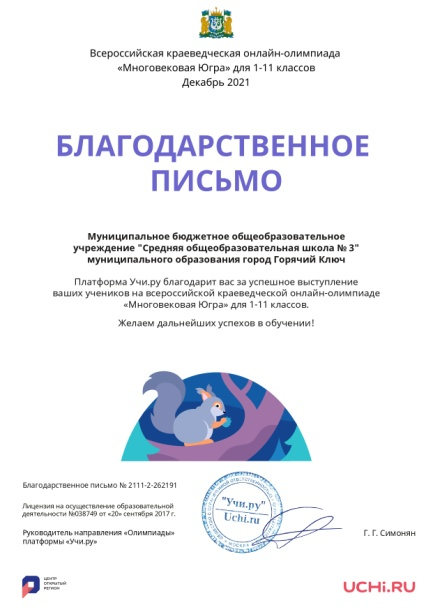 Всероссийская краеведческая онлайн-олимпиада
«Многовековая Югра» для 1-11 классов
Декабрь 2021
БЛАГОДАРСТВЕННОЕ
ПИСЬМО
Муниципальное бюджетное общеобразовательное
учреждение "Средняя общеобразовательная школа № 3"
муниципального образования город Горячий Ключ
Платформа Учи.ру благодарит вас за успешное выступление
ваших учеников на всероссийской краеведческой онлайн-олимпиаде
«Многовековая Югра» для 1-11 классов.
Желаем дальнейших успехов в обучении!
Благодарственное письмо № 2111-2-262191
Лицензия на осуществление образовательной
деятельности №038749 от «20» сентября 2017 г.
Руководитель направления «Олимпиады»
платформы «Учи.ру»
"Учи.ру"
Uchi.ru
Г. Г. Симонян
ЦЕНТР
ОТКРЫТЫЙ
РЕГИОН
UCHi.RU